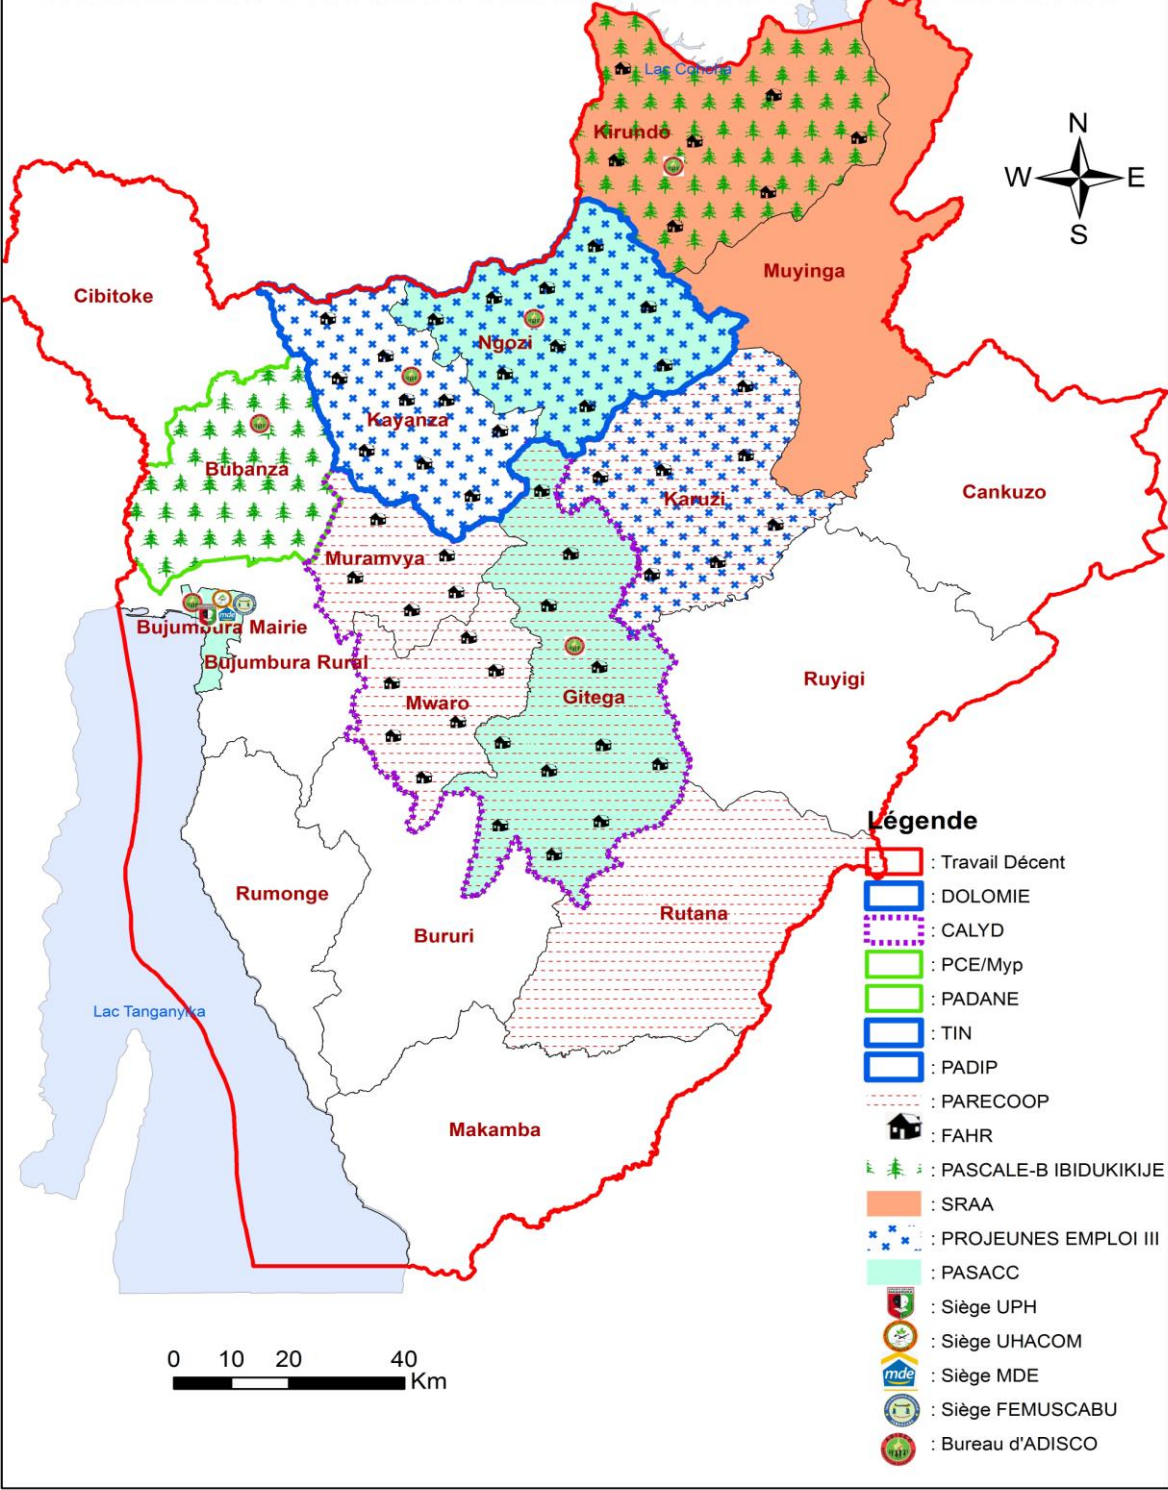 Lac Cohoha
Kirundo
N
W E
S
Muyinga
Cibitoke
Ngozi
Kayanza
Bubanza
Karuzi
Cankuzo
Muramvya
Bujumbura Mairie
Bujumbura Rural
Ruyigi
Gitega
Mwaro
Légende
: Travail Décent
Rumonge
: DOLOMIE
Rutana
: CALYD
Bururi
: PCE/Myp
: PADANE
Lac Tanganyika
: TIN
: PADIP
: PARECOOP
Makamba
: FAHR
: PASCALE-B IBIDUKIKIJE
: SRAA
: PROJEUNES EMPLOI III
: PASACC
: Siège UPH
: Siège UHACOM
0 10 20 40
Km
mde
: Siège MDE
: Siège FEMUSCABU
: Bureau d'ADISCO